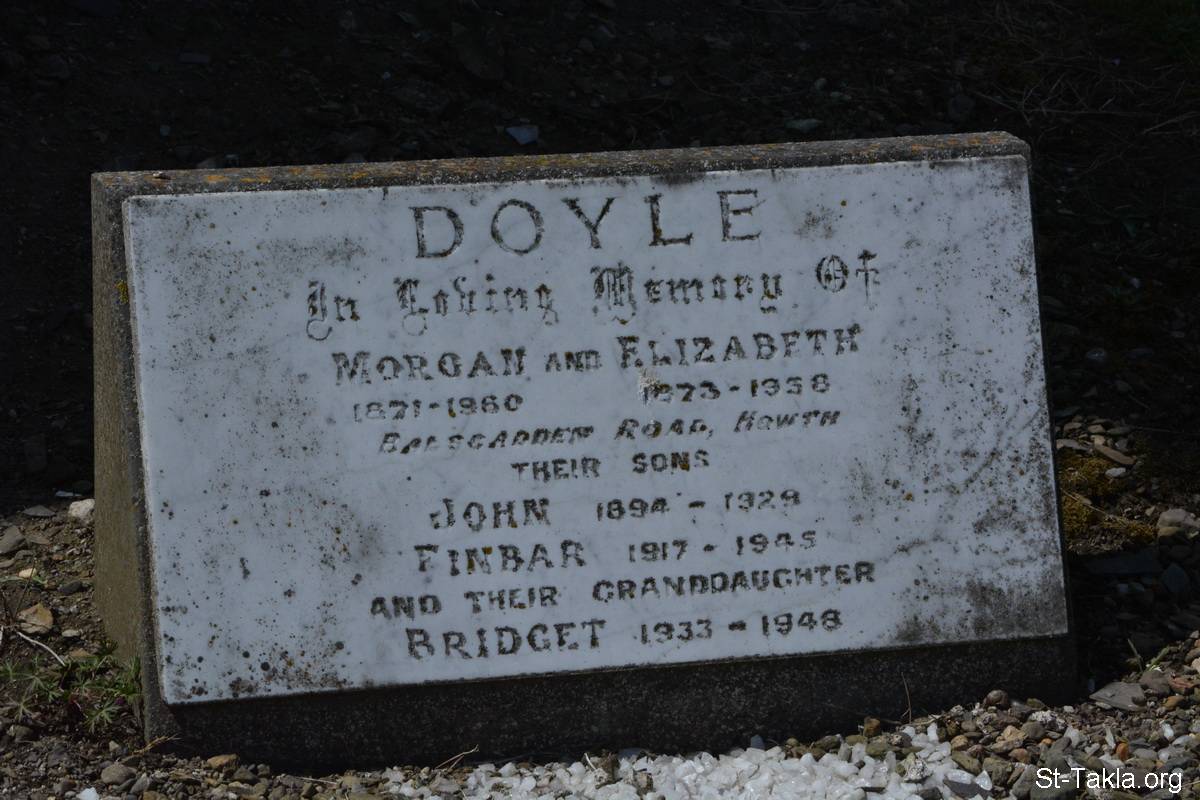 DOYLE
In Loving Memory Of
MORGAN AND ELIZABETH
1871-1960 1873-1958
BALSCADDEN ROAD, HOWTH
THEIR SONS
JOHN 1894 - 1929
FINBAR 1917 - 1945
AND THEIR GRANDDAUGHTER
BRIDGET 1933 - 1948
St-Takla.org